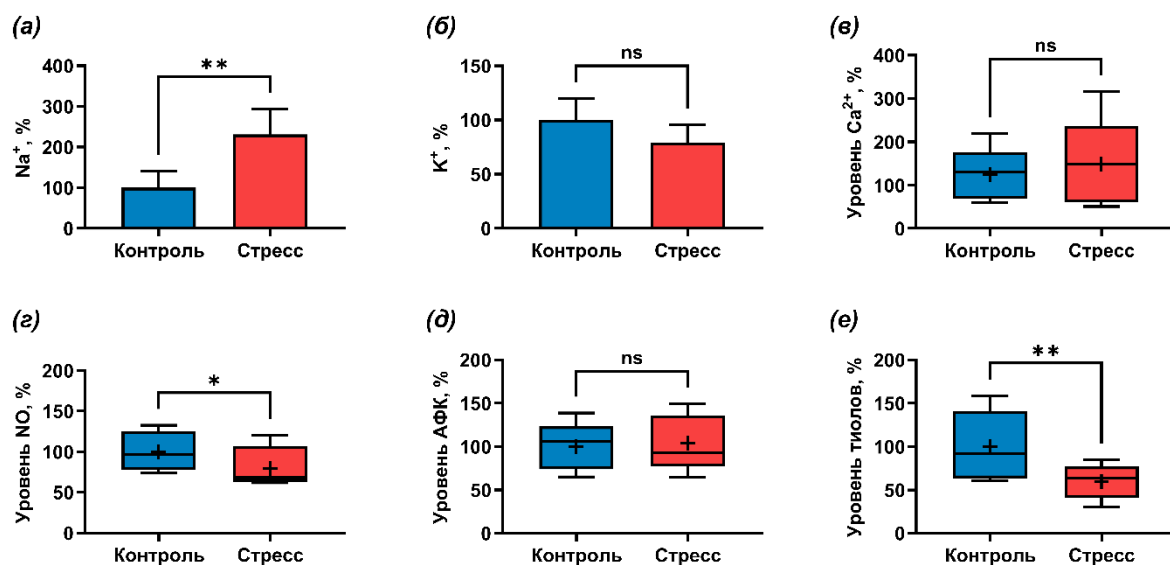 (а)
Na⁺, %
400
300
200
100
0
**
Контроль
Стресс
(б)
K⁺, %
150
100
50
0
ns
Контроль
Стресс
(в)
Уровень Ca²⁺, %
400
300
200
100
0
ns
Контроль
Стресс
(г)
Уровень NO, %
200
150
100
50
0
*
Контроль
Стресс
(д)
Уровень АФК, %
200
150
100
50
0
ns
Контроль
Стресс
(е)
Уровень тиолов, %
200
150
100
50
0
**
Контроль
Стресс